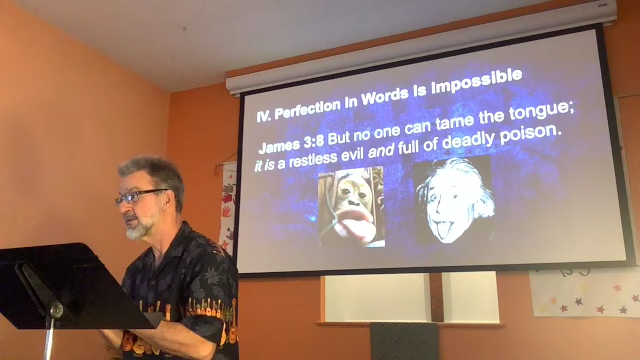 IV. Perfection in Words Is Impossible
James 3:8 But no one can tame the tongue;
it is a restless evil and full of deadly poison.